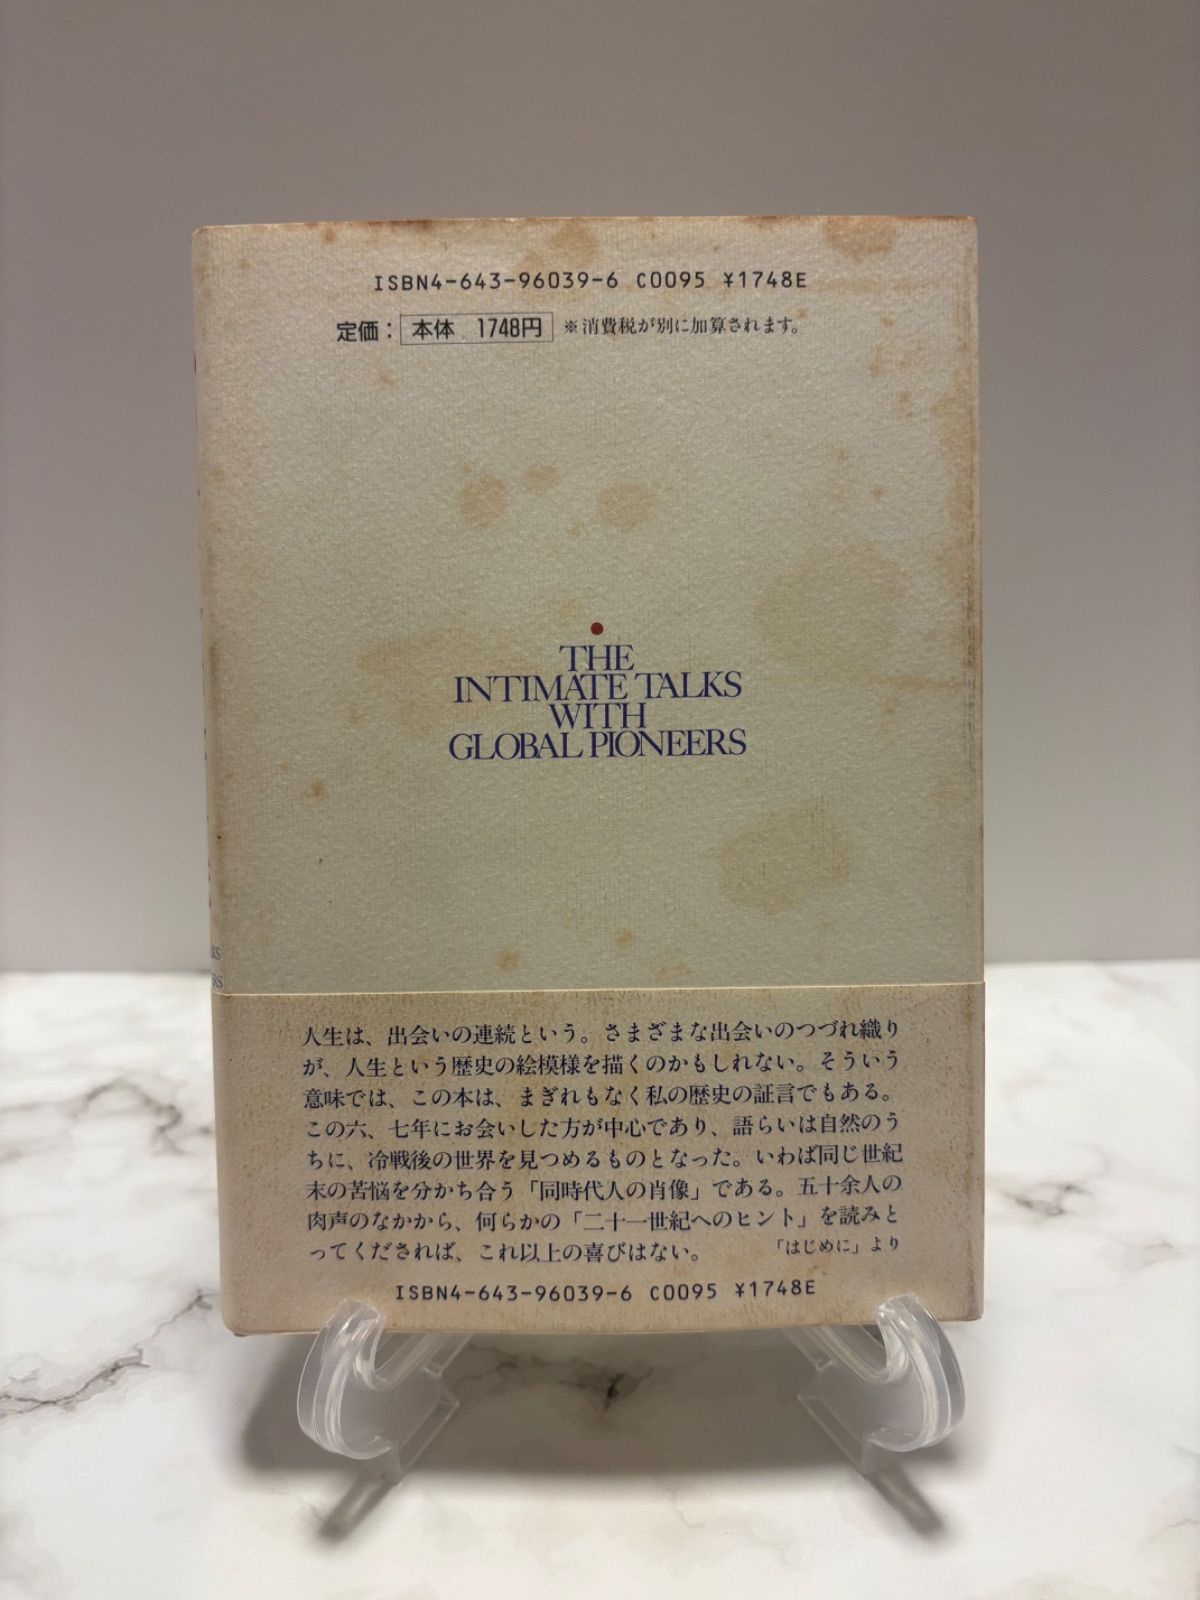 ISBN4-643-96039-6 C0095 ¥1748E
定価：本体 1748円 ※消費税が別に加算されます。
THE
INTIMATE TALKS
WITH
GLOBAL PIONEERS
人生は、出会いの連続という。さまざまな出会いのつづれ織り
が、人生という歴史の絵模様を描くのかもしれない。そういう
意味では、この本は、まぎれもなく私の歴史の証言でもある。
この六、七年にお会いした方が中心であり、語らいは自然のう
ちに、冷戦後の世界を見つめるものとなった。いわば同じ世紀
末の苦悩を分かち合う「同時代人の肖像」である。五十余人の
肉声のなかから、何らかの「二十一世紀へのヒント」を読みと
ってくだされば、これ以上の喜びはない。 「はじめに」より
ISBN4-643-96039-6 C0095 ¥1748E